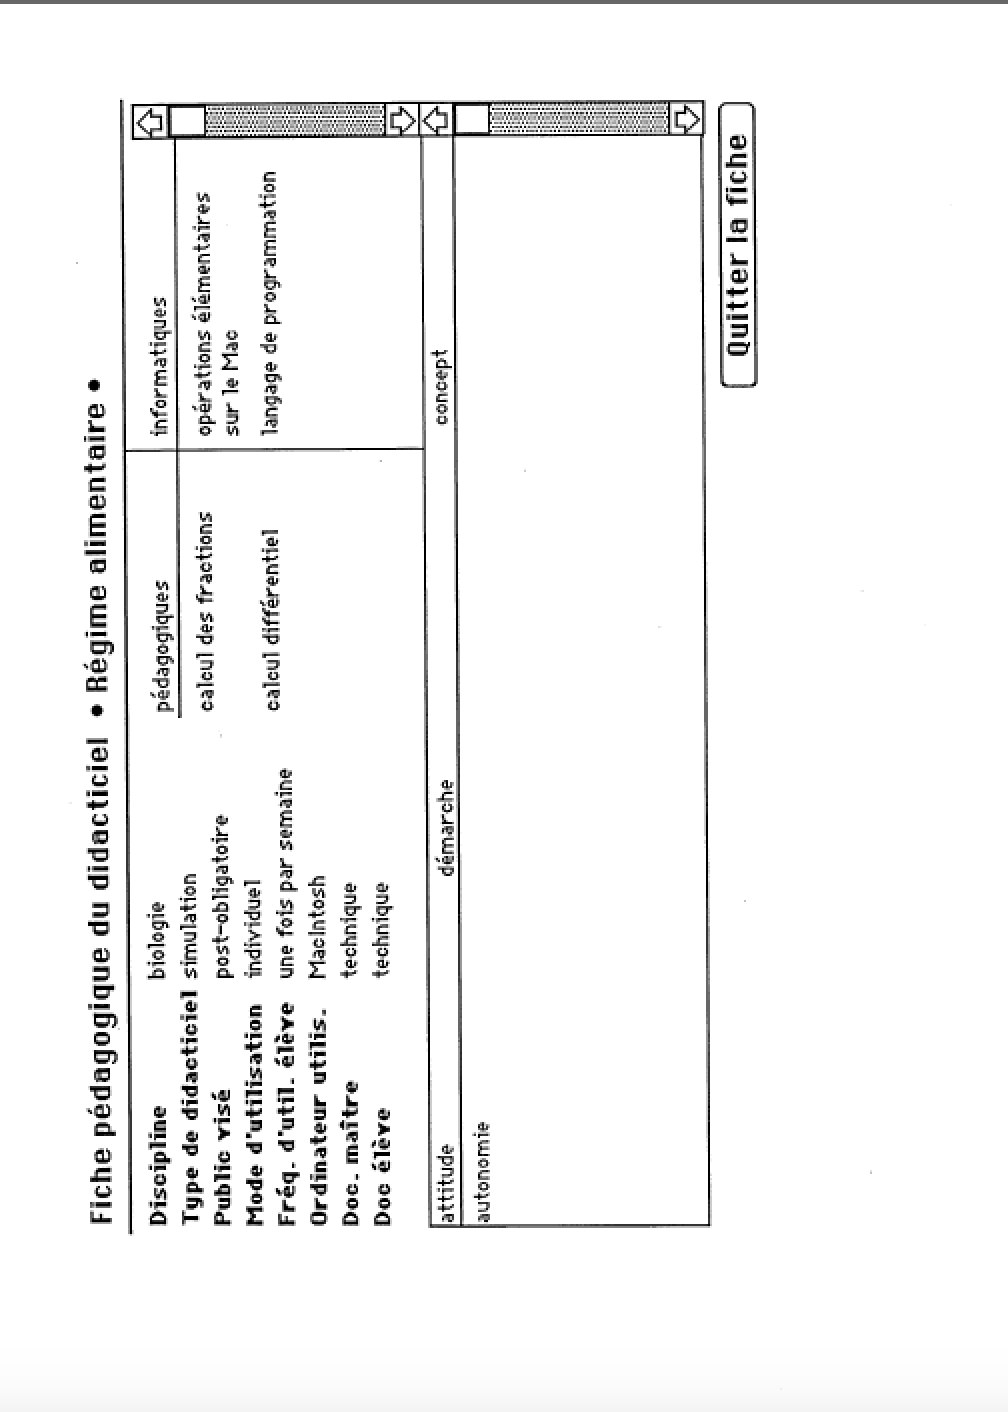 Fiche pédagogique du didacticiel • Régime alimentaire •
Discipline biologie
Type de didacticiel simulation
Public visé post-obligatoire
Mode d'utilisation individuel
Fréq. d'util. élève une fois par semaine
Ordinateur utilis. MacIntosh
Doc. maître technique
Doc élève technique
pédagogiques informatiques
calcul des fractions opérations élémentaires
sur le Mac
calcul différentiel langage de programmation
attitude démarche concept
autonomie
Quitter la fiche